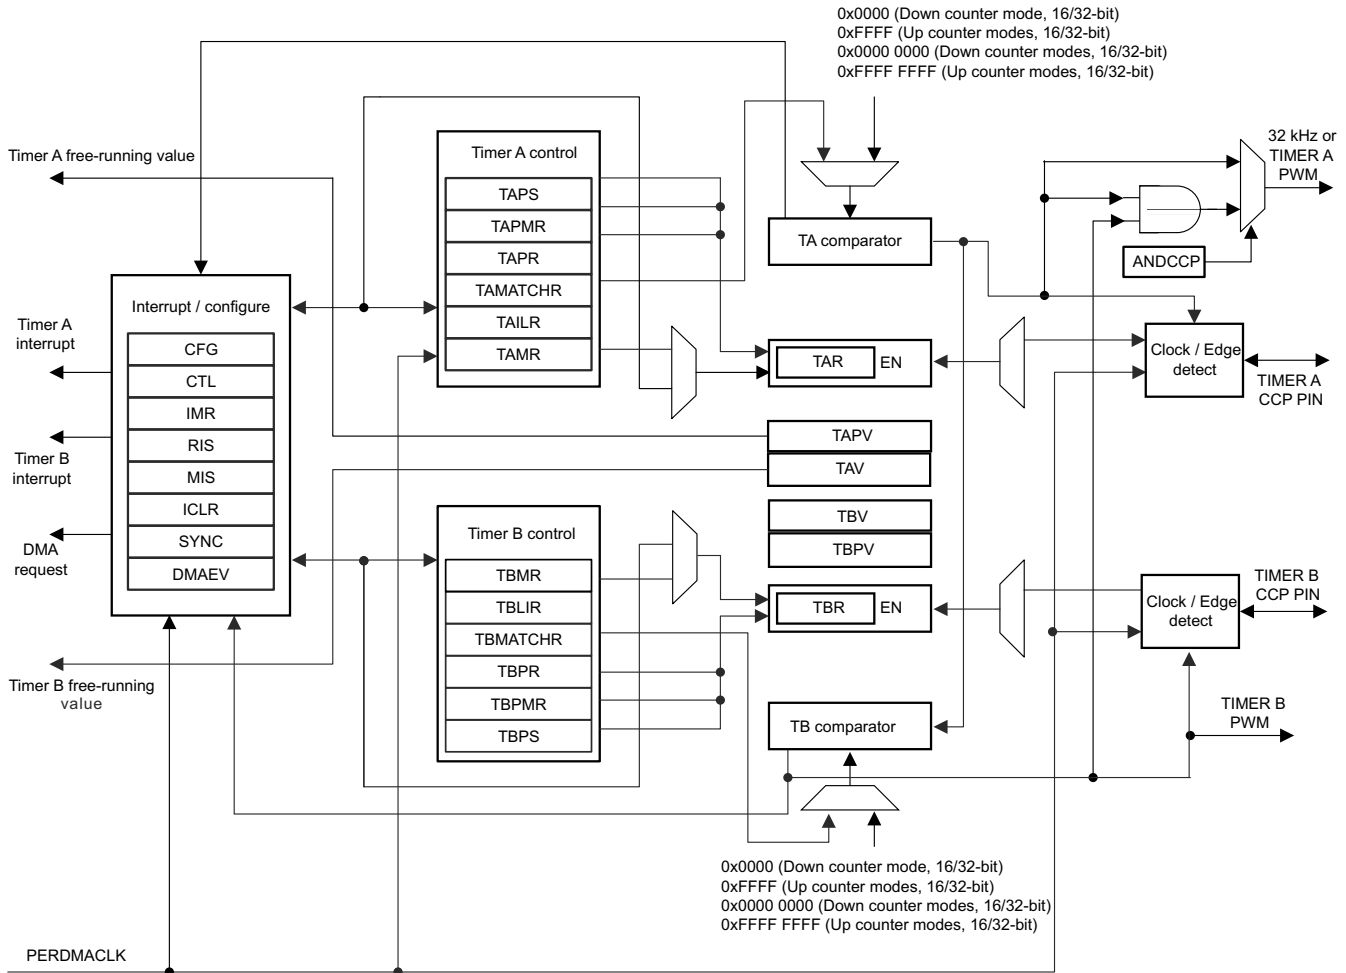 0x0000 (Down counter mode, 16/32-bit)
0xFFFF (Up counter modes, 16/32-bit)
0x0000 0000 (Down counter modes, 16/32-bit)
0xFFFF FFFF (Up counter modes, 16/32-bit)
Timer A free-running value
Timer A control
TAPS
TAPMR
TAPR
TAMATCHR
TAILR
TAMR
TA comparator
32 kHz or
TIMER A
PWM
ANDCCP
Interrupt / configure
CFG
CTL
IMR
RIS
MIS
ICLR
SYNC
DMAEV
Timer A
interrupt
Timer B
interrupt
DMA
request
TAR
EN
Clock / Edge
detect
TIMER A
CCP PIN
TAPV
TAV
TBV
TBPV
Timer B control
TBMR
TBLIR
TBMATCHR
TBPR
TBPMR
TBPS
TBR
EN
Clock / Edge
detect
TIMER B
CCP PIN
Timer B free-running
value
TB comparator
TIMER B
PWM
0x0000 (Down counter mode, 16/32-bit)
0xFFFF (Up counter modes, 16/32-bit)
0x0000 0000 (Down counter modes, 16/32-bit)
0xFFFF FFFF (Up counter modes, 16/32-bit)
PERDMACLK